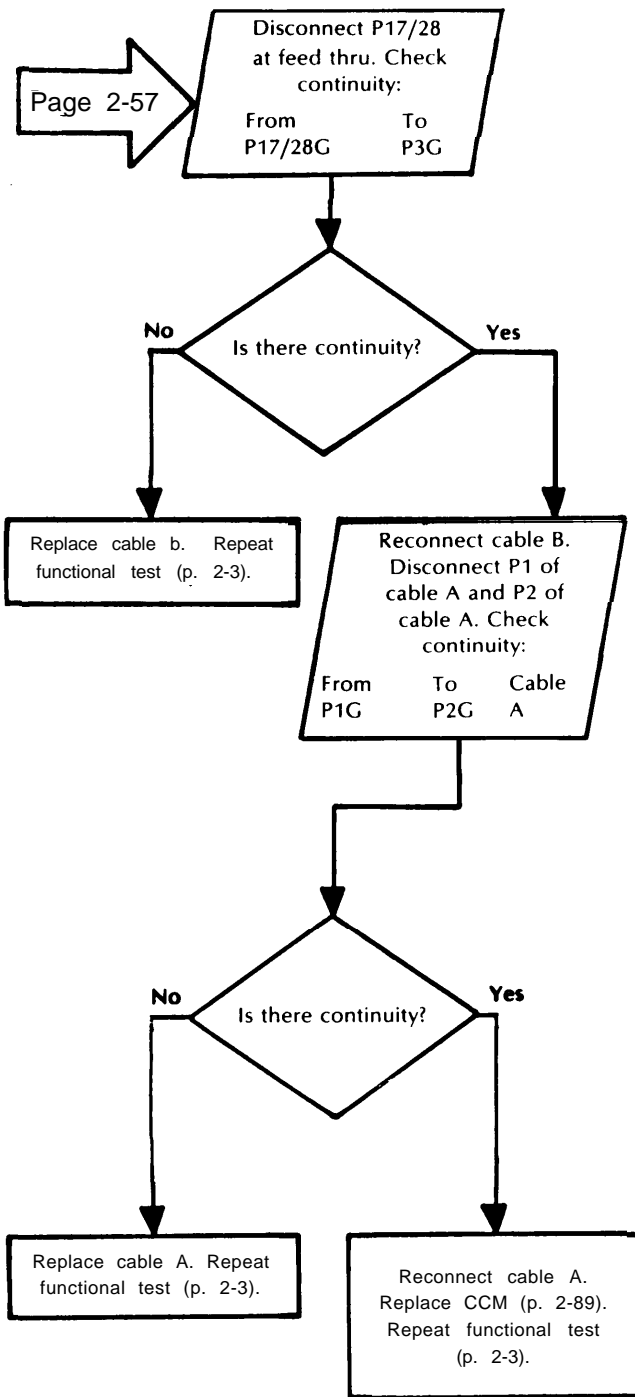 Page 2-57
Disconnect P17/28
at feed thru. Check
continuity:
From To
P17/28G P3G
Is there continuity?
No
Yes
Replace cable b. Repeat
functional test (p. 2-3).
Reconnect cable B.
Disconnect P1 of
cable A and P2 of
cable A. Check
continuity:
From To Cable
P1G P2G A
Is there continuity?
No
Yes
Replace cable A. Repeat
functional test (p. 2-3).
Reconnect cable A.
Replace CCM (p. 2-89).
Repeat functional test
(p. 2-3).